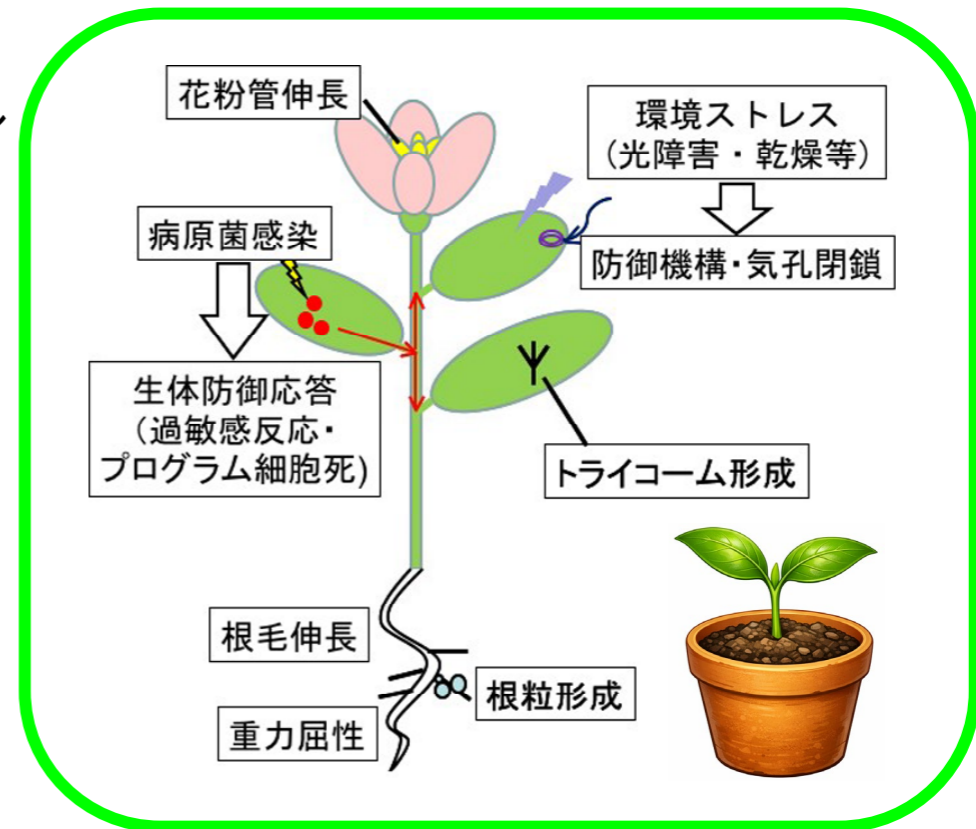 花粉管伸長
環境ストレス
(光障害・乾燥等)
病原菌感染
防御機構・気孔閉鎖
生体防御応答
(過敏感反応・
プログラム細胞死)
トライコーム形成
根毛伸長
根粒形成
重力屈性